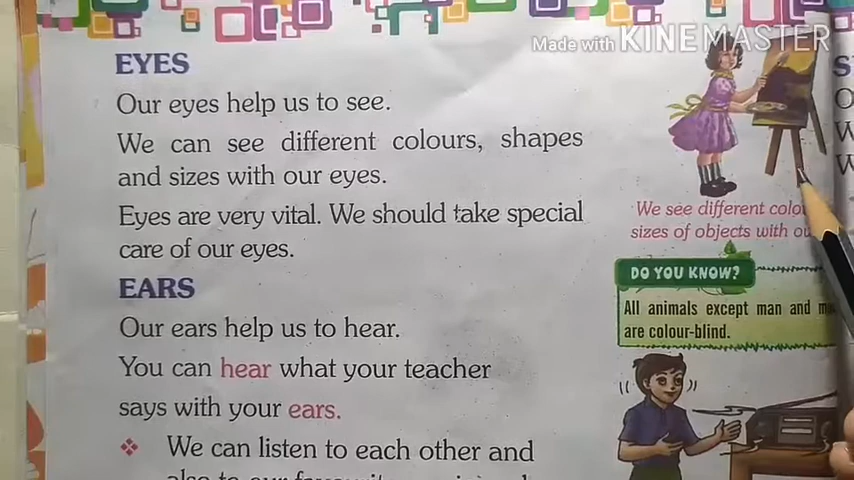 Made with KINEMASTER
EYES
Our eyes help us to see.
We can see different colours, shapes
and sizes with our eyes.
Eyes are very vital. We should take special
care of our eyes.
EARS
Our ears help us to hear.
You can hear what your teacher
says with your ears.
❖ We can listen to each other and
also to our
We see different
sizes of objects with
DO YOU KNOW?
All animals except man and
are colour-blind.